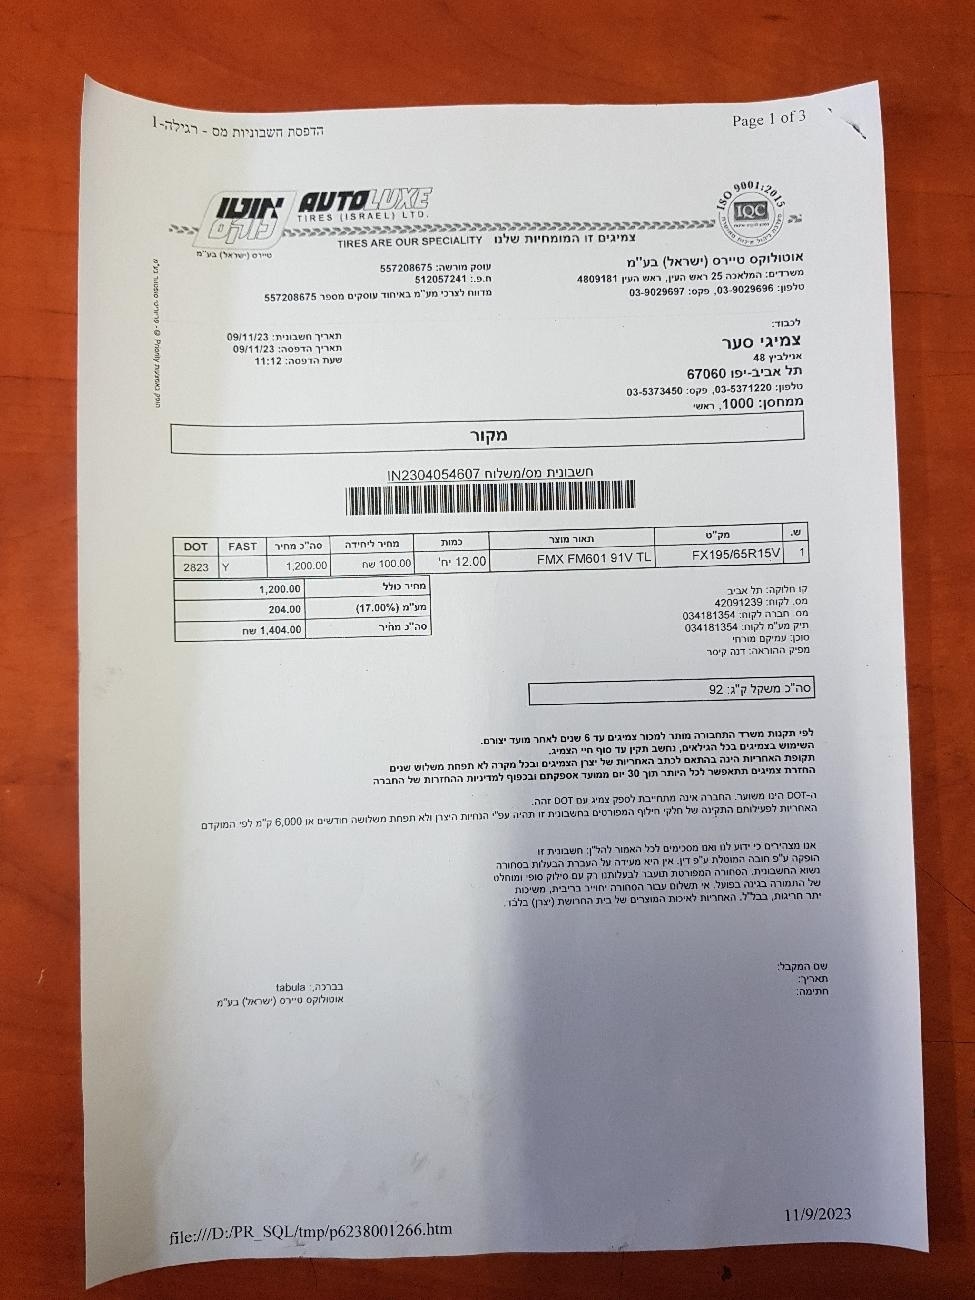 הדפסת חשבוניות מס - רגילה-1
Page 1 of 3
אוטו לוקס
AUTOLUXE
TIRES (ISRAEL) LTD.
טיירס (ישראל) בע"מ
ISO 9001:2015
IQC
צמיגים זו המומחיות שלנו TIRES ARE OUR SPECIALITY
אוטולוקס טיירס (ישראל) בע"מ
משרדים: המלאכה 25 ראש העין, ראש העין 4809181
טלפון: 03-9029696, פקס: 03-9029697
עוסק מורשה: 557208675
ח.פ.: 512057241
מדווח לצרכי מע"מ באיחוד עוסקים מספר 557208675
לכבוד:
צמיגי סער
אנילביץ 48
תל אביב-יפו 67060
טלפון: 03-5371220, פקס: 03-5373450
ממחסן: 1000, ראשי
תאריך חשבונית: 09/11/23
תאריך הדפסה: 09/11/23
שעת הדפסה: 11:12
מקור
חשבונית מס/משלוח IN2304054607
ש. מק"ט תאור מוצר כמות מחיר ליחידה סה"כ מחיר FAST DOT
1 FX195/65R15V FMX FM601 91V TL 12.00 יח' 100.00 שח 1,200.00 Y 2823
מחיר כולל 1,200.00
מע"מ (17.00%) 204.00
סה"כ מחיר 1,404.00 שח
קו חלוקה: תל אביב
מס. לקוח: 42091239
מס. חברה לקוח: 034181354
תיק מע"מ לקוח: 034181354
סוכן: עמיקם מזרחי
מפיק ההוראה: דנה קיסר
סה"כ משקל ק"ג: 92
לפי תקנות משרד התחבורה מותר למכור צמיגים עד 6 שנים לאחר מועד יצורם.
השימוש בצמיגים בכל הגילאים, נחשב תקין עד סוף חיי הצמיג.
תקופת האחריות הינה בהתאם לכתב האחריות של יצרן הצמיגים ובכל מקרה לא תפחת משלוש שנים
החזרת צמיגים תתאפשר לכל היותר תוך 30 יום ממועד אספקתם ובכפוף למדיניות ההחזרות של החברה
ה-DOT הינו משוער. החברה אינה מתחייבת לספק צמיג עם DOT זהה.
האחריות לפעילותם התקינה של חלקי חילוף המפורטים בחשבונית זו תהיה עפ"י הנחיות היצרן ולא תפחת משלושה חודשים או 6,000 ק"מ לפי המוקדם
אנו מצהירים כי ידוע לנו ואנו מסכימים לכל האמור להל"ן: חשבונית זו
הופקה ע"פ חובה המוטלת ע"פ דין. אין היא מעידה על העברת הבעלות בסחורה
נשוא החשבונית. הסחורה המפורטת תועבר לבעלותנו רק עם סילוק סופי ומוחלט
של התמורה בגינה בפועל. אי תשלום עבור הסחורה יחוייב בריבית, משיכות
יתר חריגות, בבל"ל. האחריות לאיכות המוצרים של בית החרושת (יצרן) בלבד.
שם המקבל:
תאריך:
חתימה:
בברכה,: tabula
אוטולוקס טיירס (ישראל) בע"מ
file:///D:/PR_SQL/tmp/p6238001266.htm
11/9/2023